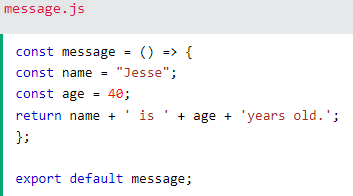 message.js
const message = () => {
const name = "Jesse";
const age = 40;
return name + ' is ' + age + 'years old.';
};
export default message;